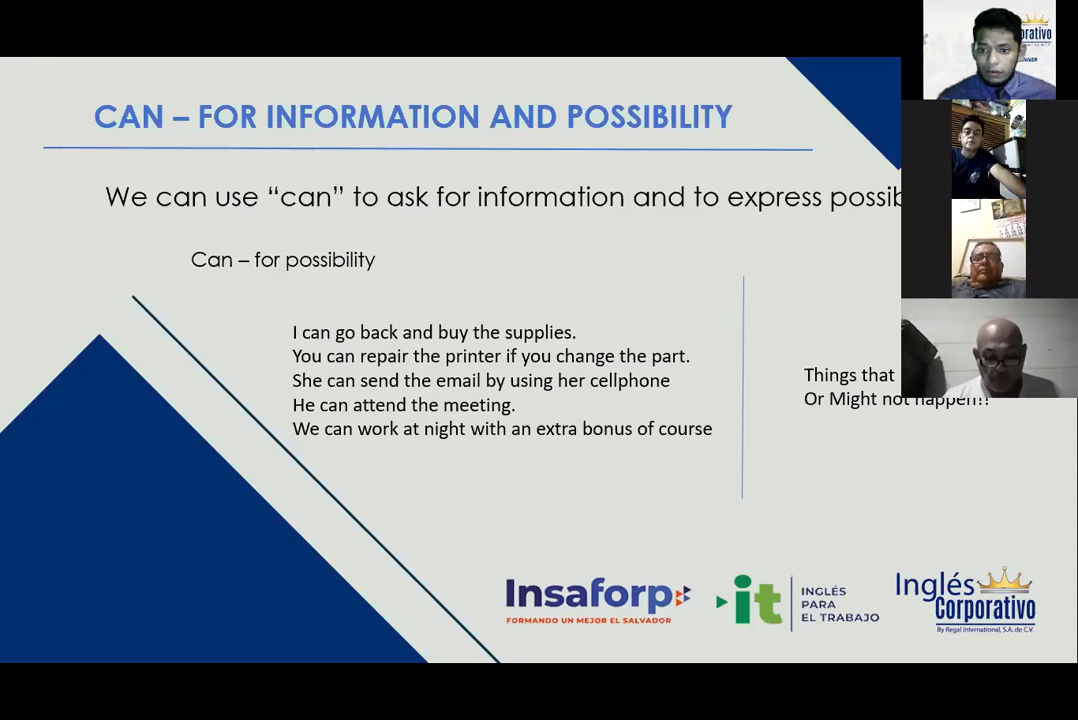 CAN – FOR INFORMATION AND POSSIBILITY
We can use “can” to ask for information and to express
Can – for possibility
I can go back and buy the supplies.
You can repair the printer if you change the part.
She can send the email by using her cellphone
He can attend the meeting.
We can work at night with an extra bonus of course
Things that
Or Might not happen!!
Insaforp
FORMANDO UN MEJOR EL SALVADOR
it
INGLÉS
PARA
EL TRABAJO
Inglés
Corporativo
By Regal International, S.A. de C.V.